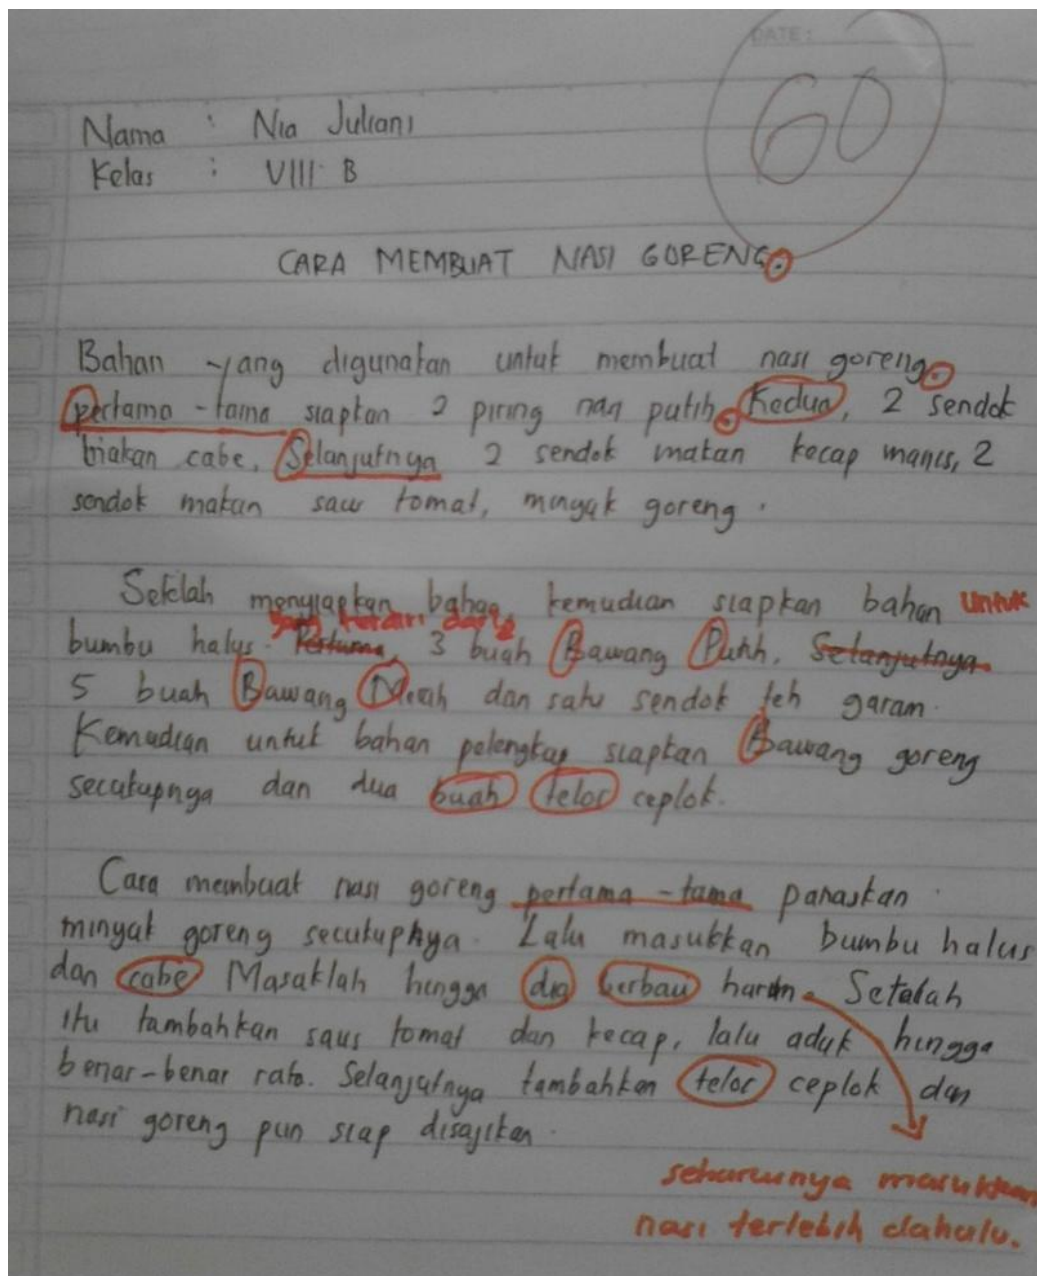 DATE:
60
Nama : Nia Juliani
Kelas : VIII B
CARA MEMBUAT NASI GORENG.
Bahan yang digunakan untuk membuat nasi goreng.
pertama-tama siapkan 2 piring nasi putih. Kedua, 2 sendok
makan cabe. Selanjutnya 2 sendok makan kecap manis, 2
sendok makan saus tomat, minyak goreng.
Setelah menyiapkan bahan, kemudian siapkan bahan untuk
yang terdiri dari:
bumbu halus. Pertama, 3 buah Bawang Putih. Selanjutnya
5 buah Bawang Merah dan satu sendok teh garam.
Kemudian untuk bahan pelengkap siapkan Bawang goreng
secukupnya dan dua buah telor ceplok.
Cara membuat nasi goreng pertama-tama panaskan
minyak goreng secukupnya. Lalu masukkan bumbu halus
dan cabe Masaklah hingga dia berbau harum. Setelah
itu tambahkan saus tomat dan kecap, lalu aduk hingga
benar-benar rata. Selanjutnya tambahkan telor ceplok dan
nasi goreng pun siap disajikan.
seharusnya masukkan
nasi terlebih dahulu.